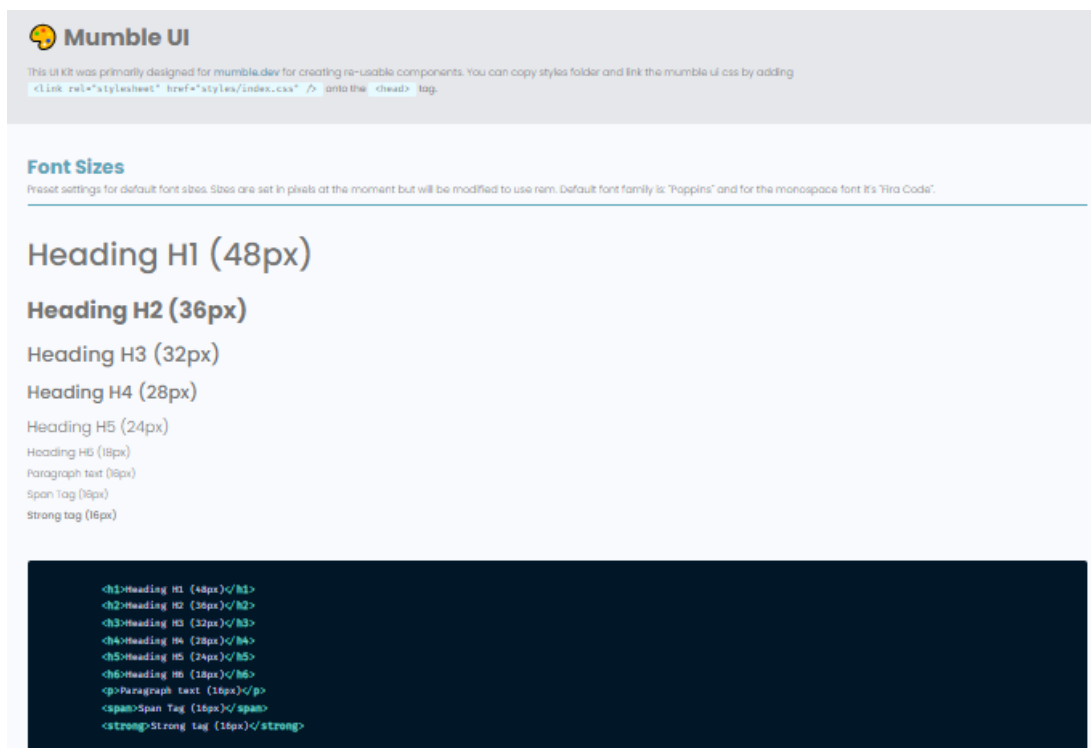 Mumble UI
This UI Kit was primarily designed for mumble.dev for creating re-usable components. You can copy styles folder and link the mumble ui css by adding
<link rel="stylesheet" href="styles/index.css" /> onto the <head> tag.
Font Sizes
Preset settings for default font sizes. Sizes are set in pixels at the moment but will be modified to use rem. Default font family is: "Poppins" and for the monospace font it's "Fira Code".
Heading H1 (48px)
Heading H2 (36px)
Heading H3 (32px)
Heading H4 (28px)
Heading H5 (24px)
Heading H6 (18px)
Paragraph text (16px)
Span Tag (16px)
Strong tag (16px)
<h1>Heading H1 (48px)</h1>
<h2>Heading H2 (36px)</h2>
<h3>Heading H3 (32px)</h3>
<h4>Heading H4 (28px)</h4>
<h5>Heading H5 (24px)</h5>
<h6>Heading H6 (18px)</h6>
<p>Paragraph text (16px)</p>
<span>Span Tag (16px)</span>
<strong>Strong tag (16px)</strong>